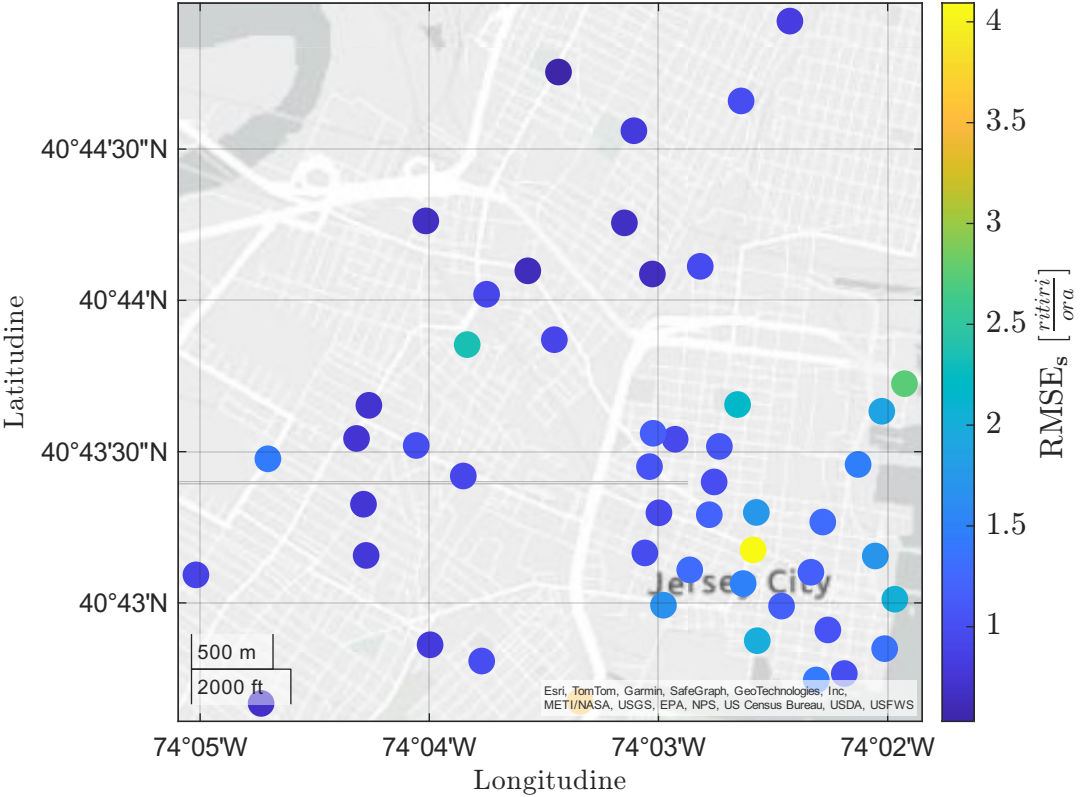 4
40°44'30"N
3.5
3
40°44'N
Latitudine
2.5
RMSEₛ [ritiri/ora]
2
40°43'30"N
1.5
Jersey City
40°43'N
1
500 m
2000 ft
Esri, TomTom, Garmin, SafeGraph, GeoTechnologies, Inc,
METI/NASA, USGS, EPA, NPS, US Census Bureau, USDA, USFWS
74°05'W 74°04'W 74°03'W 74°02'W
Longitudine